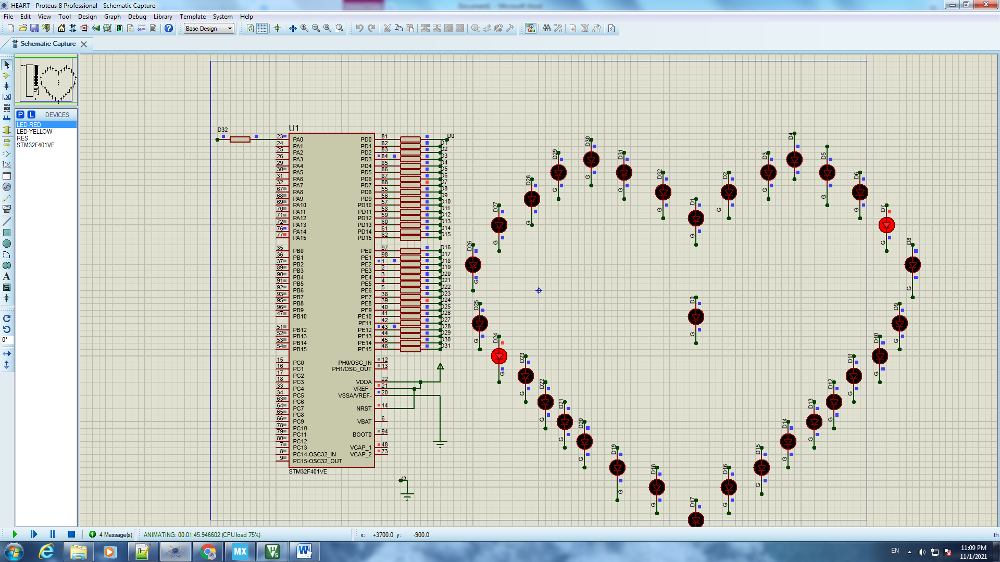 HEART - Proteus 8 Professional - Schematic Capture
File Edit View Tool Design Graph Debug Library Template System Help
Base Design
Schematic Capture
P L DEVICES
LED-RED
LED-YELLOW
RES
STM32F401VE
LBL
A
S
0°
D32
U1
23 PA0
24 PA1
25 PA2
26 PA3
29 PA4
30 PA5
31 PA6
32 PA7
67 PA8
68 PA9
69 PA10
70 PA11
71 PA12
72 PA13
76 PA14
77 PA15
35 PB0
36 PB1
37 PB2
89 PB3
90 PB4
91 PB5
92 PB6
93 PB7
95 PB8
96 PB9
47 PB10
51 PB12
52 PB13
53 PB14
54 PB15
15 PC0
16 PC1
17 PC2
18 PC3
33 PC4
34 PC5
63 PC6
64 PC7
65 PC8
66 PC9
78 PC10
79 PC11
80 PC12
7 PC13
8 PC14-OSC32_IN
9 PC15-OSC32_OUT
PD0 81 D0
PD1 82 D1
PD2 83 D2
PD3 84 D3
PD4 85 D4
PD5 86 D5
PD6 87 D6
PD7 88 D7
PD8 55 D8
PD9 56 D9
PD10 57 D10
PD11 58 D11
PD12 59 D12
PD13 60 D13
PD14 61 D14
PD15 62 D15
PE0 97 D16
PE1 98 D17
PE2 1 D18
PE3 2 D19
PE4 3 D20
PE5 4 D21
PE6 5 D22
PE7 38 D23
PE8 39 D24
PE9 40 D25
PE10 41 D26
PE11 42 D27
PE12 43 D28
PE13 44 D29
PE14 45 D30
PE15 46 D31
PH0/OSC_IN 12
PH1/OSC_OUT 13
VDDA 22
VREF+ 21
VSSA/VREF- 20
NRST 14
VBAT 6
BOOT0 94
VCAP_1 48
VCAP_2 73
STM32F401VE
G
D4 G
D30 G
D29 G
D31 G
D3 G
D5 G
D28 G
D32 G
D2 G
D6 G
D27 G
D1 G
D7 G
D26 G
D8 G
D25 G
D0 G
D9 G
D24 G
D10 G
D23 G
D11 G
D22 G
D12 G
D21 G
D13 G
D20 G
D14 G
D19 G
D15 G
D18 G
D16 G
D17
4 Message(s) ANIMATING: 00:01:45.946602 (CPU load 75%) x: +3700.0 y: -900.0 th
MX
V5
W
EN
11:09 PM
11/1/2021